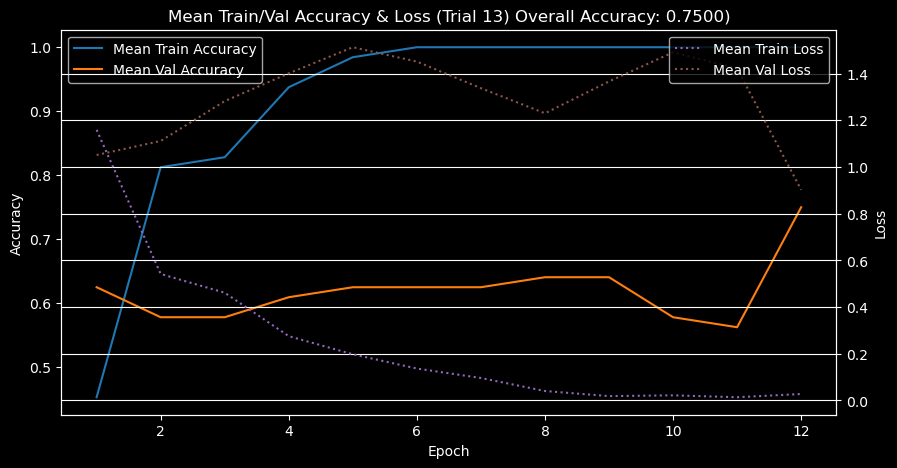 Mean Train/Val Accuracy & Loss (Trial 13) Overall Accuracy: 0.7500)
Mean Train Accuracy
Mean Val Accuracy
Mean Train Loss
Mean Val Loss
1.0
0.9
0.8
0.7
0.6
0.5
Accuracy
1.4
1.2
1.0
0.8
0.6
0.4
0.2
0.0
Loss
2 4 6 8 10 12
Epoch